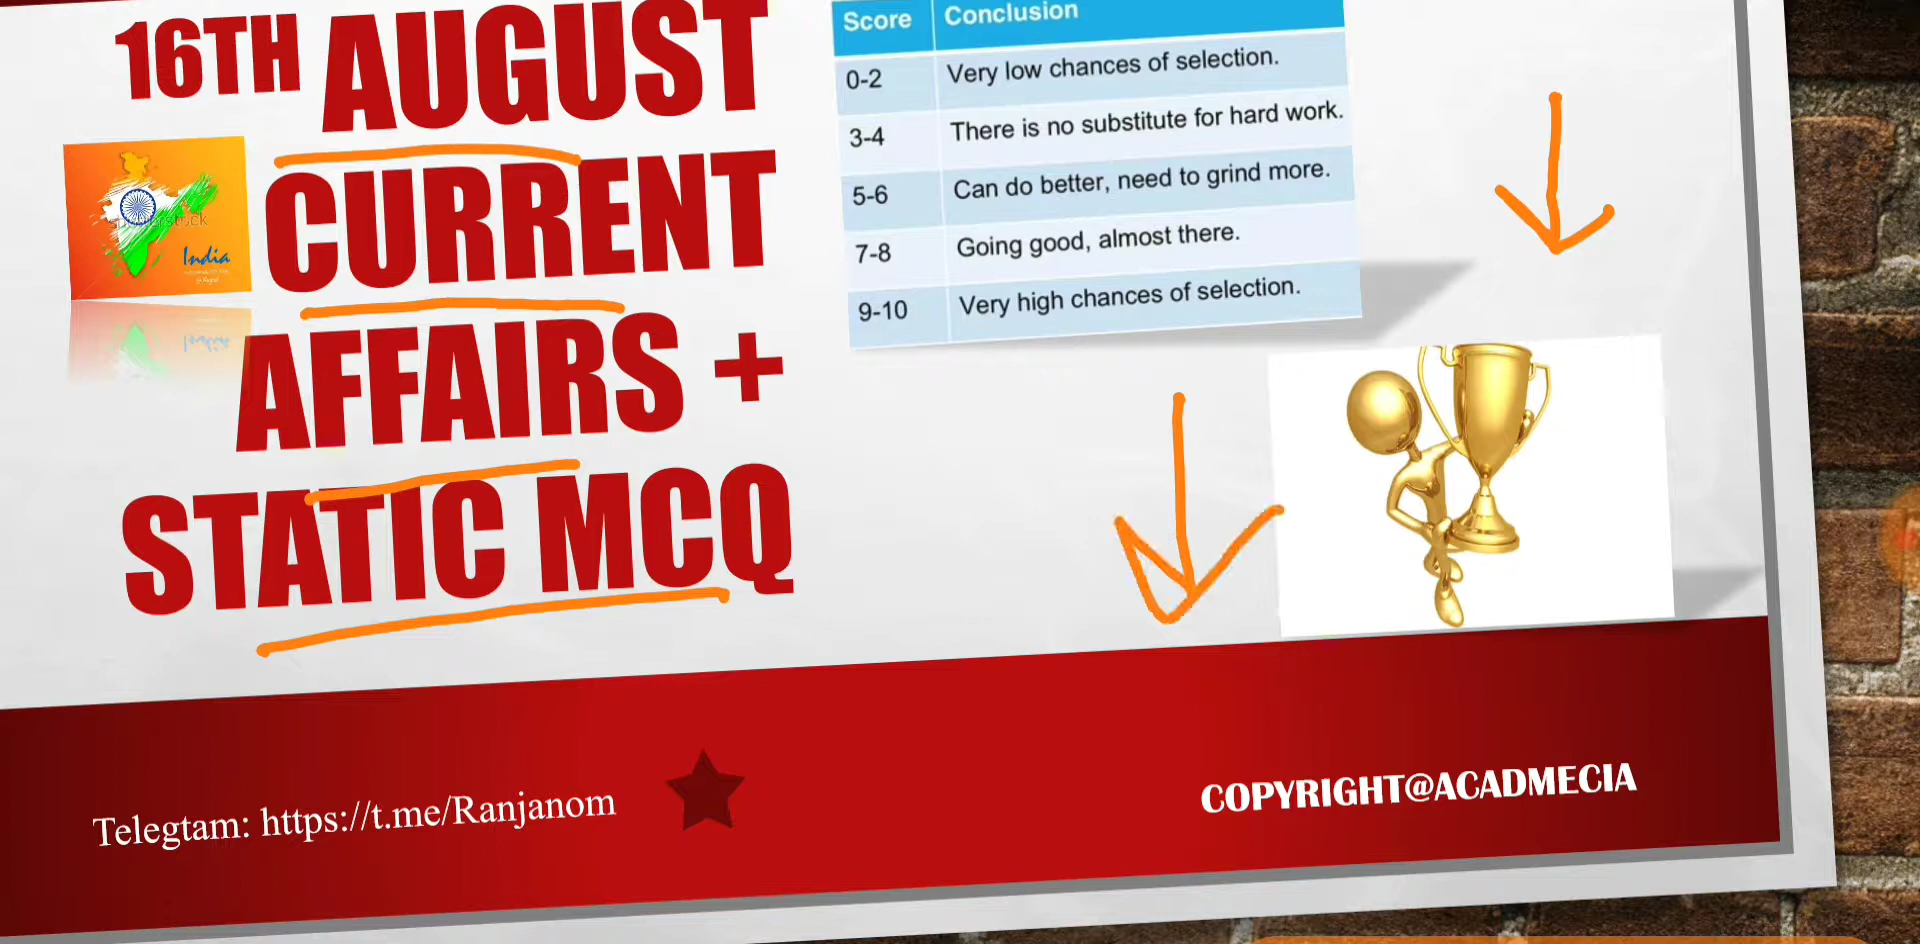 16TH AUGUST
CURRENT
AFFAIRS +
STATIC MCQ
India
Score Conclusion
0-2 Very low chances of selection.
3-4 There is no substitute for hard work.
5-6 Can do better, need to grind more.
7-8 Going good, almost there.
9-10 Very high chances of selection.
Telegtam: https://t.me/Ranjanom
COPYRIGHT@ACADMECIA